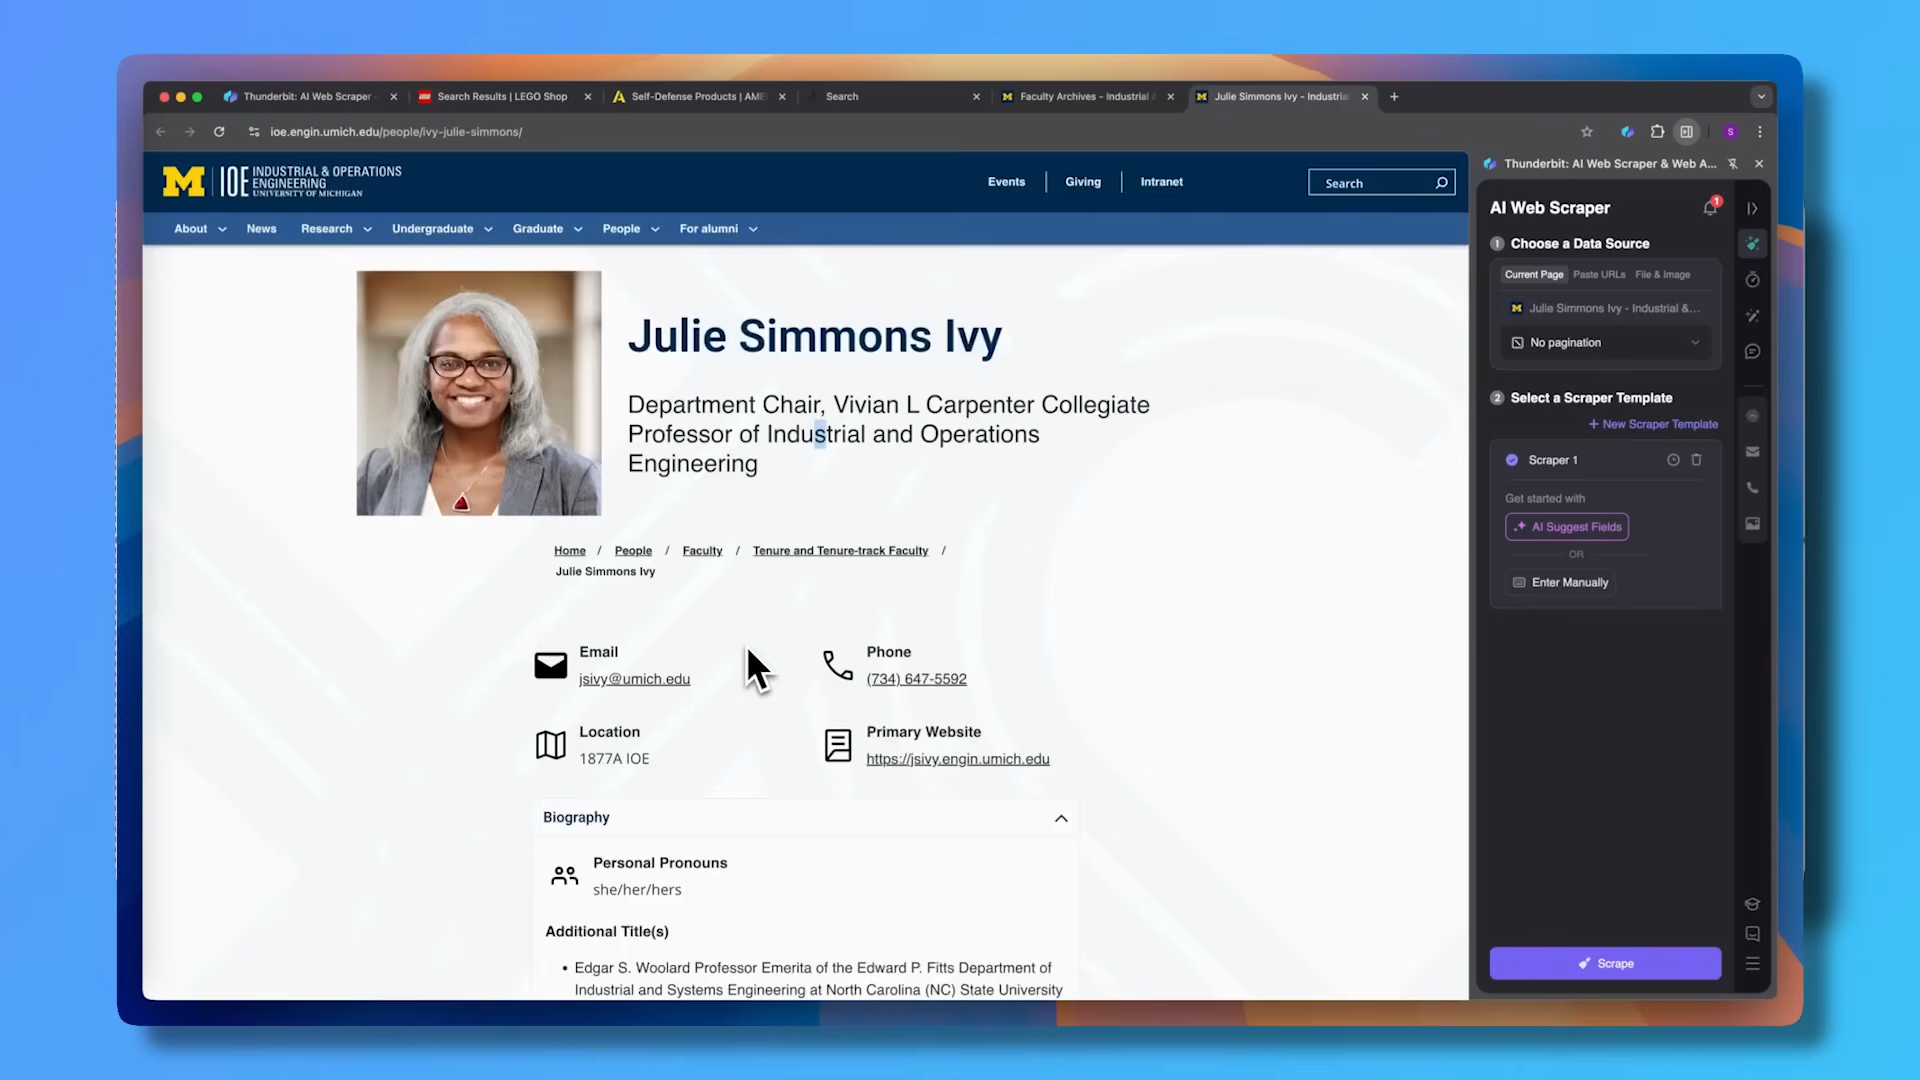 Thunderbit: AI Web Scraper
Search Results | LEGO Shop
Self-Defense Products | AME
Search
Faculty Archives - Industrial
Julie Simmons Ivy - Industrial
ioe.engin.umich.edu/people/ivy-julie-simmons/
S
M IOE INDUSTRIAL & OPERATIONS
ENGINEERING
UNIVERSITY OF MICHIGAN
Events
Giving
Intranet
Search
About
News
Research
Undergraduate
Graduate
People
For alumni
Julie Simmons Ivy
Department Chair, Vivian L Carpenter Collegiate
Professor of Industrial and Operations
Engineering
Home / People / Faculty / Tenure and Tenure-track Faculty /
Julie Simmons Ivy
Email
jsivy@umich.edu
Phone
(734) 647-5592
Location
1877A IOE
Primary Website
https://jsivy.engin.umich.edu
Biography
Personal Pronouns
she/her/hers
Additional Title(s)
• Edgar S. Woolard Professor Emerita of the Edward P. Fitts Department of
Industrial and Systems Engineering at North Carolina (NC) State University
Thunderbit: AI Web Scraper & Web A...
AI Web Scraper
1
1 Choose a Data Source
Current Page
Paste URLs
File & Image
Julie Simmons Ivy - Industrial &...
No pagination
2 Select a Scraper Template
+ New Scraper Template
Scraper 1
Get started with
AI Suggest Fields
OR
Enter Manually
Scrape